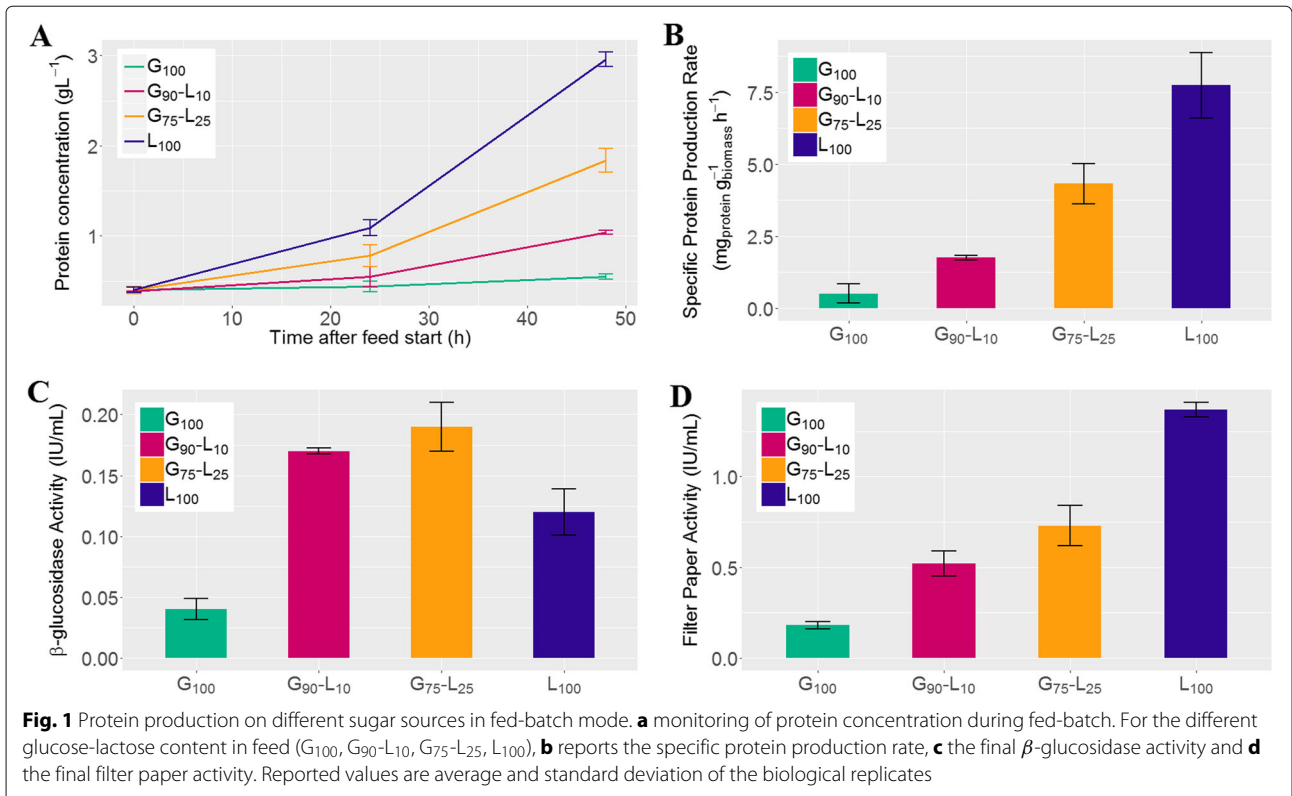 A
Protein concentration (gL⁻¹)
3
2
1
G₁₀₀
G₉₀-L₁₀
G₇₅-L₂₅
L₁₀₀
0 10 20 30 40 50
Time after feed start (h)
B
Specific Protein Production Rate
(mg_protein g⁻¹_biomass h⁻¹)
7.5
5.0
2.5
0.0
G₁₀₀
G₉₀-L₁₀
G₇₅-L₂₅
L₁₀₀
G₁₀₀ G₉₀-L₁₀ G₇₅-L₂₅ L₁₀₀
C
β-glucosidase Activity (IU/mL)
0.20
0.15
0.10
0.05
0.00
G₁₀₀
G₉₀-L₁₀
G₇₅-L₂₅
L₁₀₀
G₁₀₀ G₉₀-L₁₀ G₇₅-L₂₅ L₁₀₀
D
Filter Paper Activity (IU/mL)
1.0
0.5
0.0
G₁₀₀
G₉₀-L₁₀
G₇₅-L₂₅
L₁₀₀
G₁₀₀ G₉₀-L₁₀ G₇₅-L₂₅ L₁₀₀
Fig. 1 Protein production on different sugar sources in fed-batch mode. a monitoring of protein concentration during fed-batch. For the different
glucose-lactose content in feed (G₁₀₀, G₉₀-L₁₀, G₇₅-L₂₅, L₁₀₀), b reports the specific protein production rate, c the final β-glucosidase activity and d
the final filter paper activity. Reported values are average and standard deviation of the biological replicates